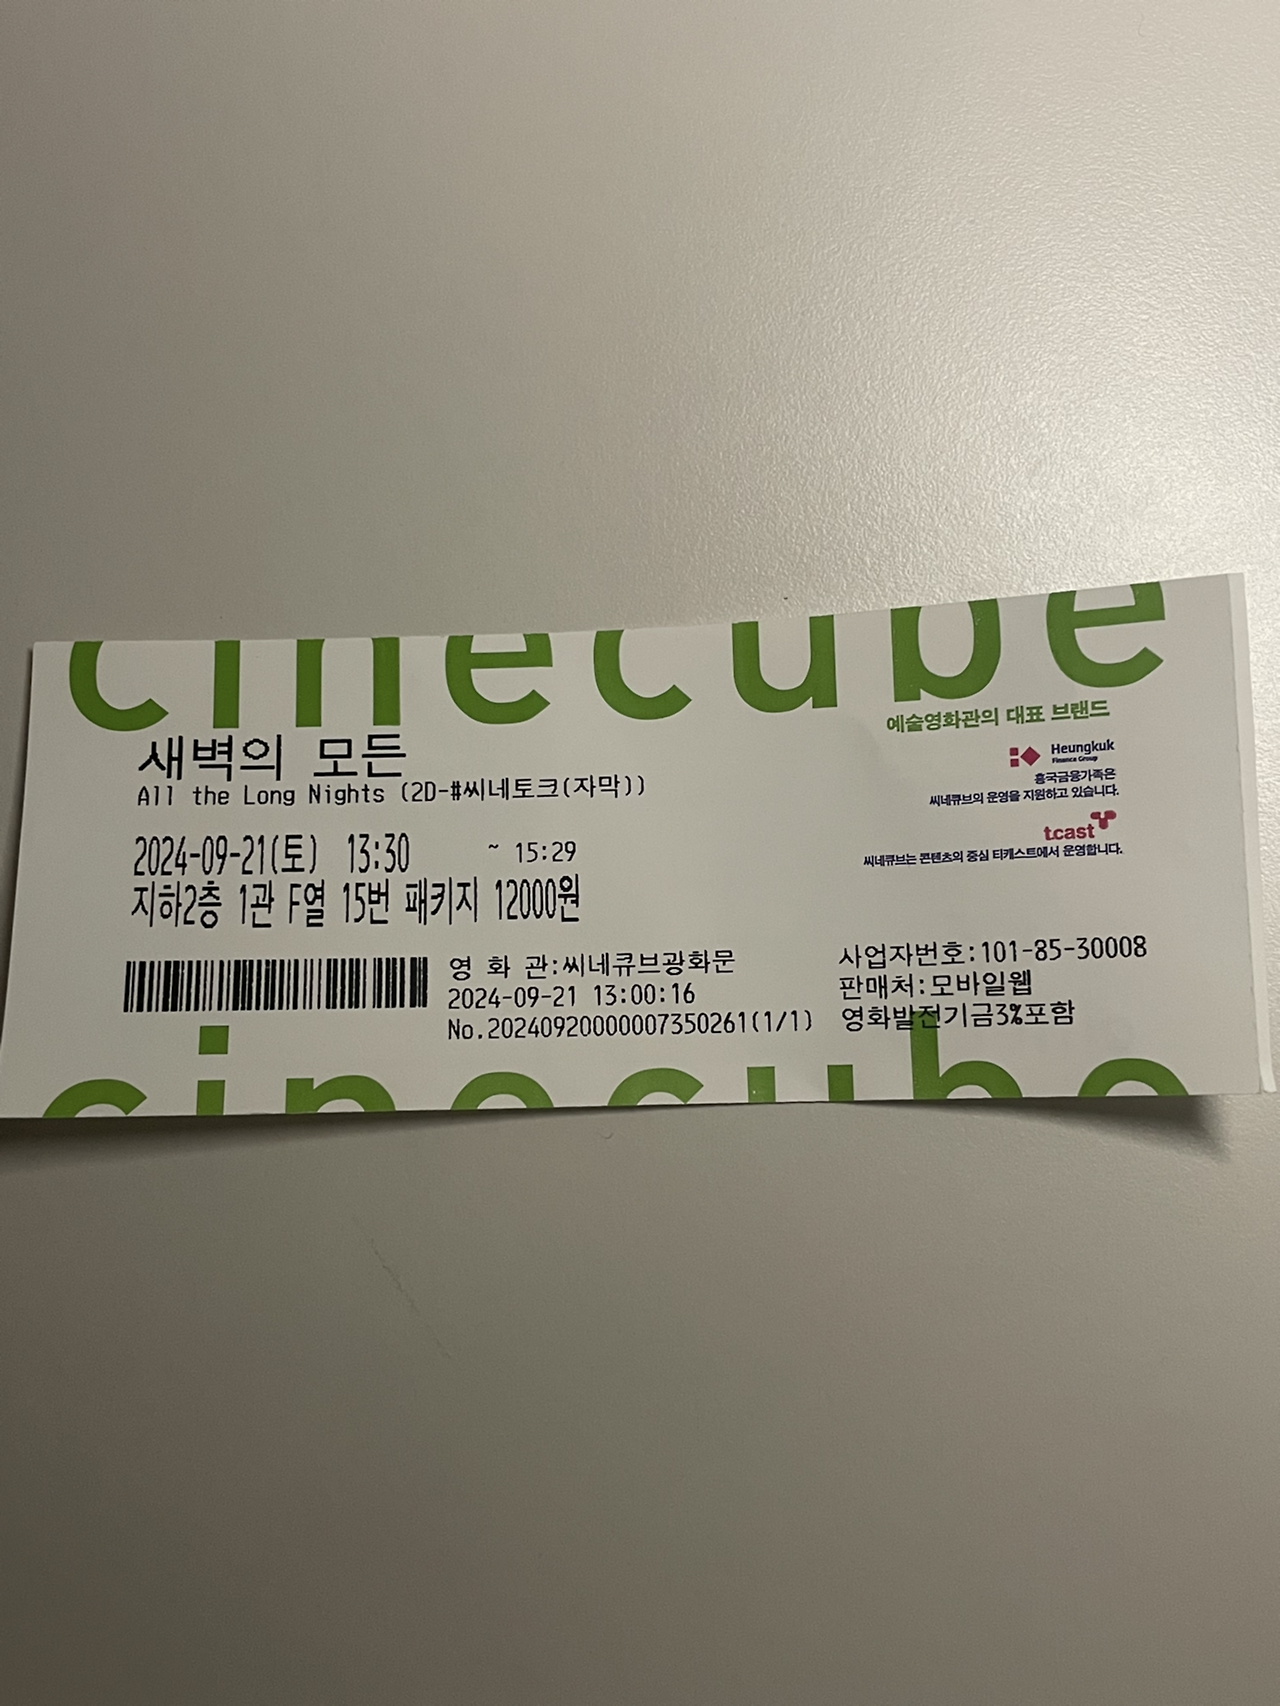 cinecube
예술영화관의 대표 브랜드
새벽의 모든
All the Long Nights (2D-#씨네토크(자막))
Heungkuk
Finance Group
흥국금융가족은
씨네큐브의 운영을 지원하고 있습니다.
t.cast
씨네큐브는 콘텐츠의 중심 티캐스트에서 운영합니다.
2024-09-21(토) 13:30 ~ 15:29
지하2층 1관 F열 15번 패키지 12000원
영 화 관:씨네큐브광화문
2024-09-21 13:00:16
No.20240920000007350261(1/1)
사업자번호:101-85-30008
판매처:모바일웹
영화발전기금3%포함
cinecube